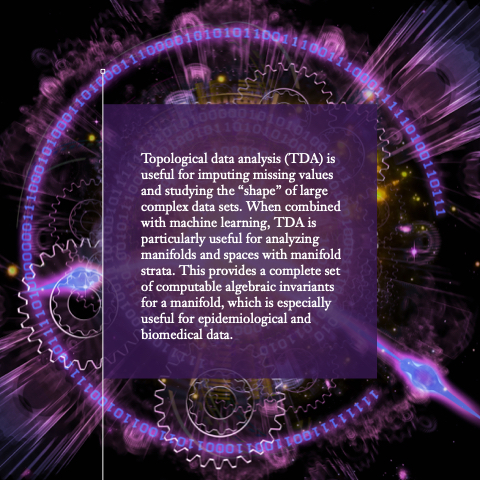 Topological data analysis (TDA) is
useful for imputing missing values
and studying the “shape” of large
complex data sets. When combined
with machine learning, TDA is
particularly useful for analyzing
manifolds and spaces with manifold
strata. This provides a complete set
of computable algebraic invariants
for a manifold, which is especially
useful for epidemiological and
biomedical data.